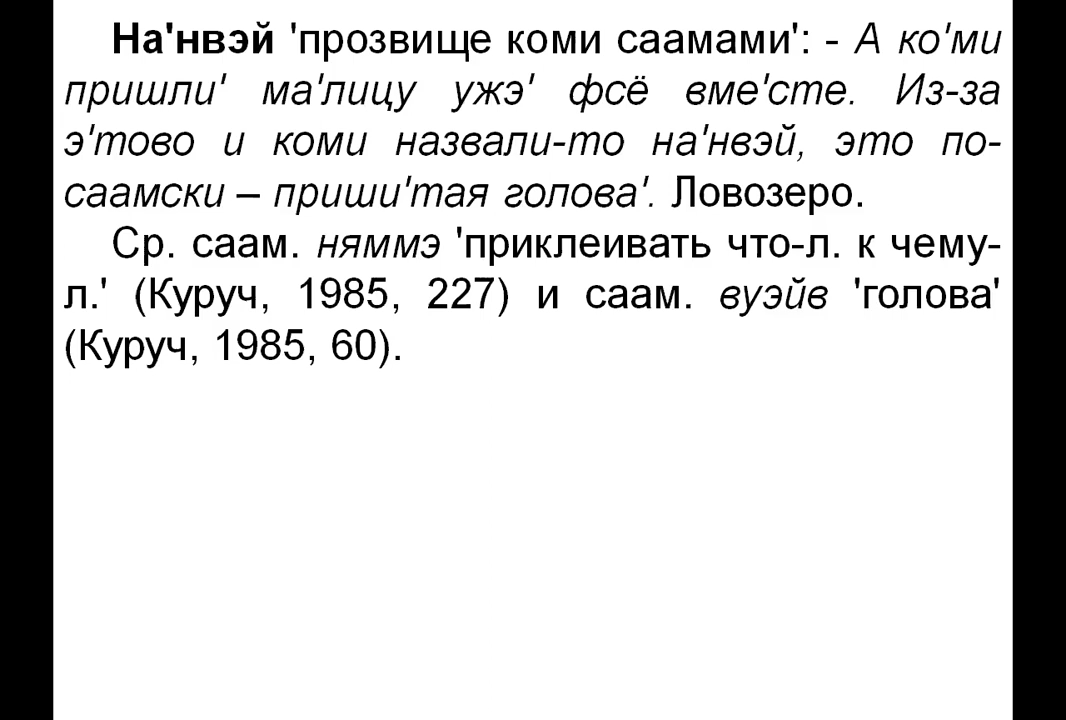 На'нвэй 'прозвище коми саамами': - А ко'ми
пришли' ма'лицу ужэ' фсё вме'сте. Из-за
э'тово и коми назвали-то на'нвэй, это по-
саамски – приши'тая голова'. Ловозеро.
Ср. саам. няммэ 'приклеивать что-л. к чему-
л.' (Куруч, 1985, 227) и саам. вуэйв 'голова'
(Куруч, 1985, 60).